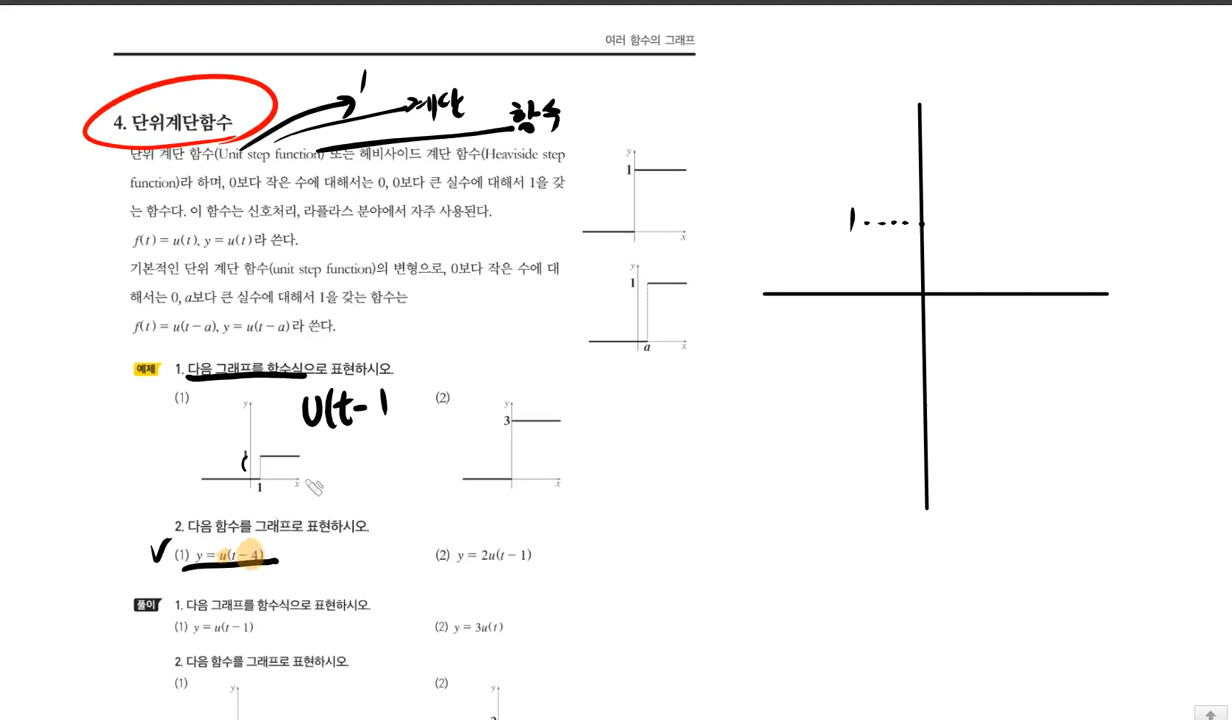 여러 함수의 그래프
1
계단
함수
4. 단위계단함수
단위 계단 함수(Unit step function) 또는 헤비사이드 계단 함수(Heaviside step
function)라 하며, 0보다 작은 수에 대해서는 0, 0보다 큰 실수에 대해서 1을 갖
는 함수다. 이 함수는 신호처리, 라플라스 분야에서 자주 사용된다.
f(t) = u(t), y = u(t)라 쓴다.
기본적인 단위 계단 함수(unit step function)의 변형으로, 0보다 작은 수에 대
해서는 0, a보다 큰 실수에 대해서 1을 갖는 함수는
f(t) = u(t − a), y = u(t − a)라 쓴다.
y
1
x
y
1
a
x
1
예제 1. 다음 그래프를 함수식으로 표현하시오.
(1)
y
1
x
u(t-1
(2)
y
3
x
2. 다음 함수를 그래프로 표현하시오.
(1) y = u(t − 4)
(2) y = 2u(t − 1)
풀이 1. 다음 그래프를 함수식으로 표현하시오.
(1) y = u(t − 1)
(2) y = 3u(t)
2. 다음 함수를 그래프로 표현하시오.
(1)
y
(2)
y